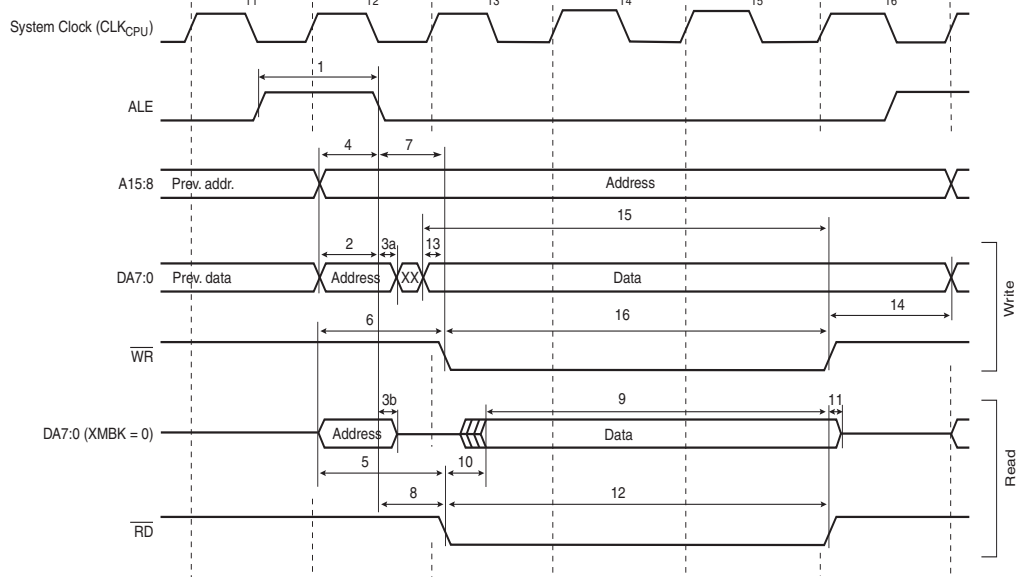 T1 T2 T3 T4 T5 T6
System Clock (CLKCPU)
1
ALE
4 7
A15:8 Prev. addr. Address
15
2 3a 13
DA7:0 Prev. data Address XX Data
6 16 14
WR
Write
3b 9 11
DA7:0 (XMBK = 0) Address Data
5 10
8 12
RD
Read